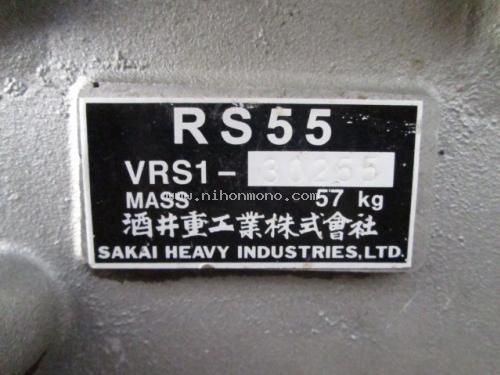 RS55
VRS1-30255
MASS 57 kg
www.nihonmono.com
酒井重工業株式會社
SAKAI HEAVY INDUSTRIES,LTD.